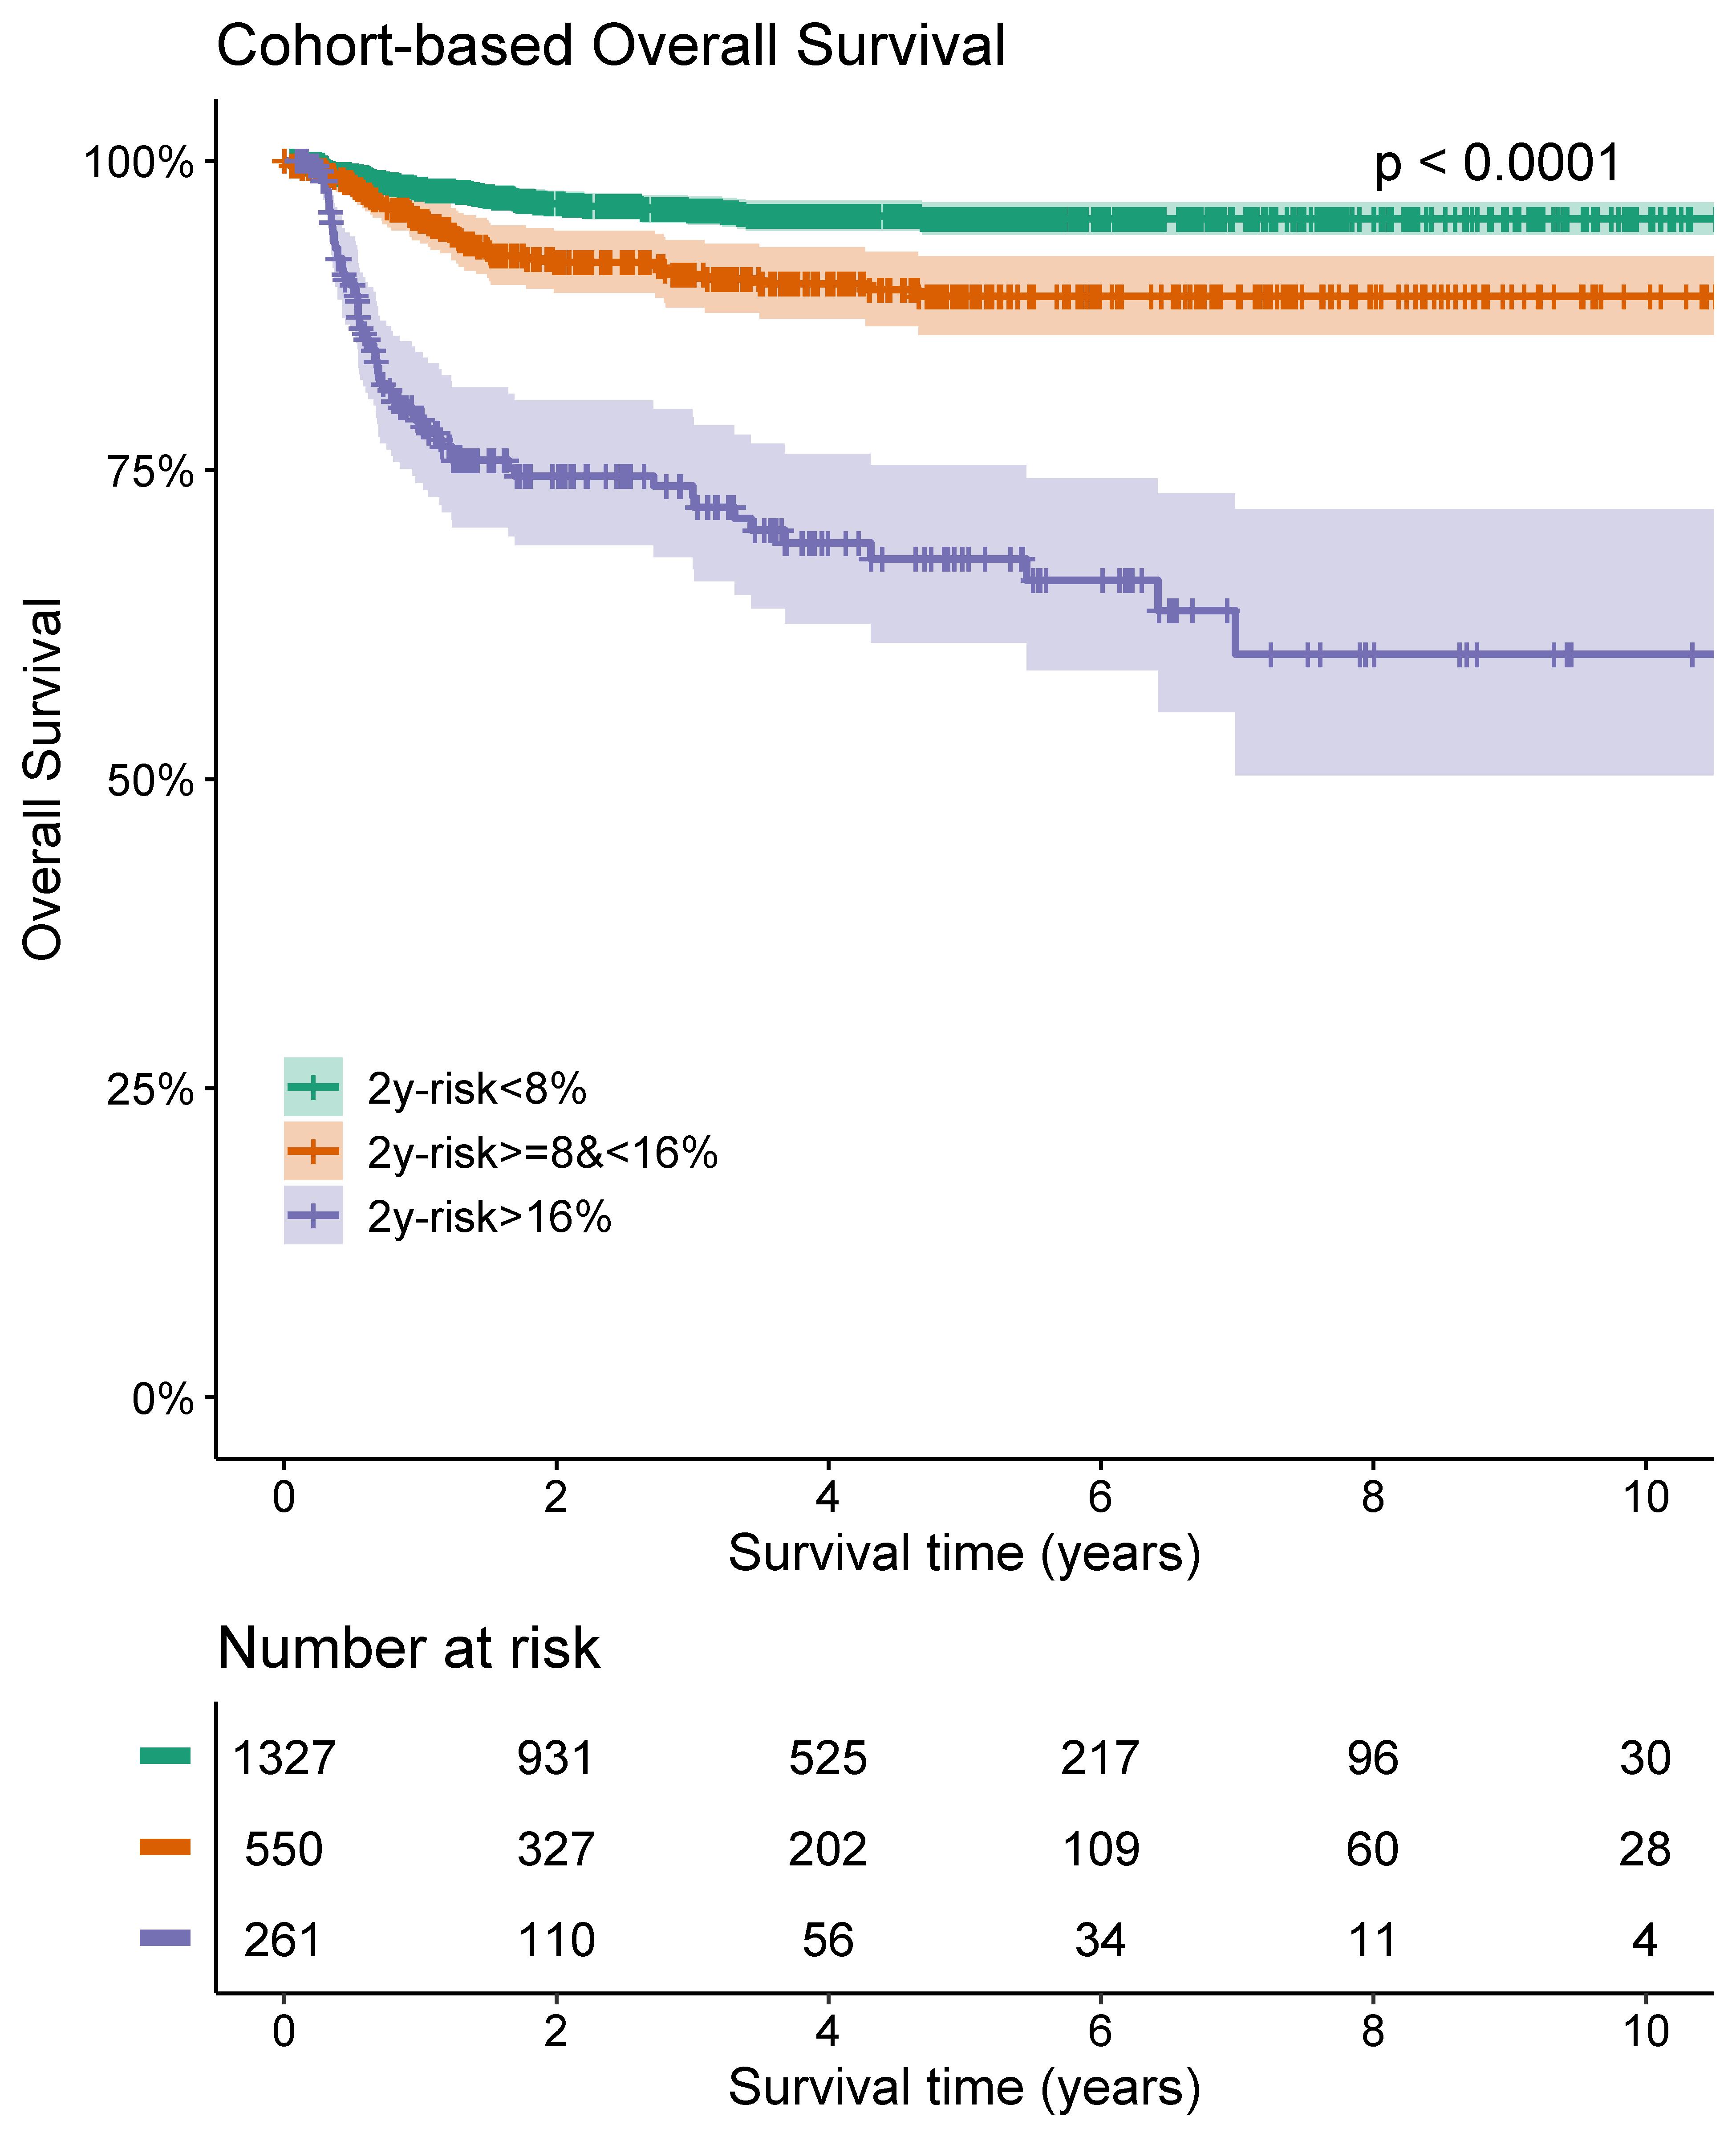 Cohort-based Overall Survival
100%
p < 0.0001
75%
50%
25%
0%
Overall Survival
2y-risk<8%
2y-risk>=8&<16%
2y-risk>16%
0 2 4 6 8 10
Survival time (years)
Number at risk
1327 931 525 217 96 30
550 327 202 109 60 28
261 110 56 34 11 4
0 2 4 6 8 10
Survival time (years)